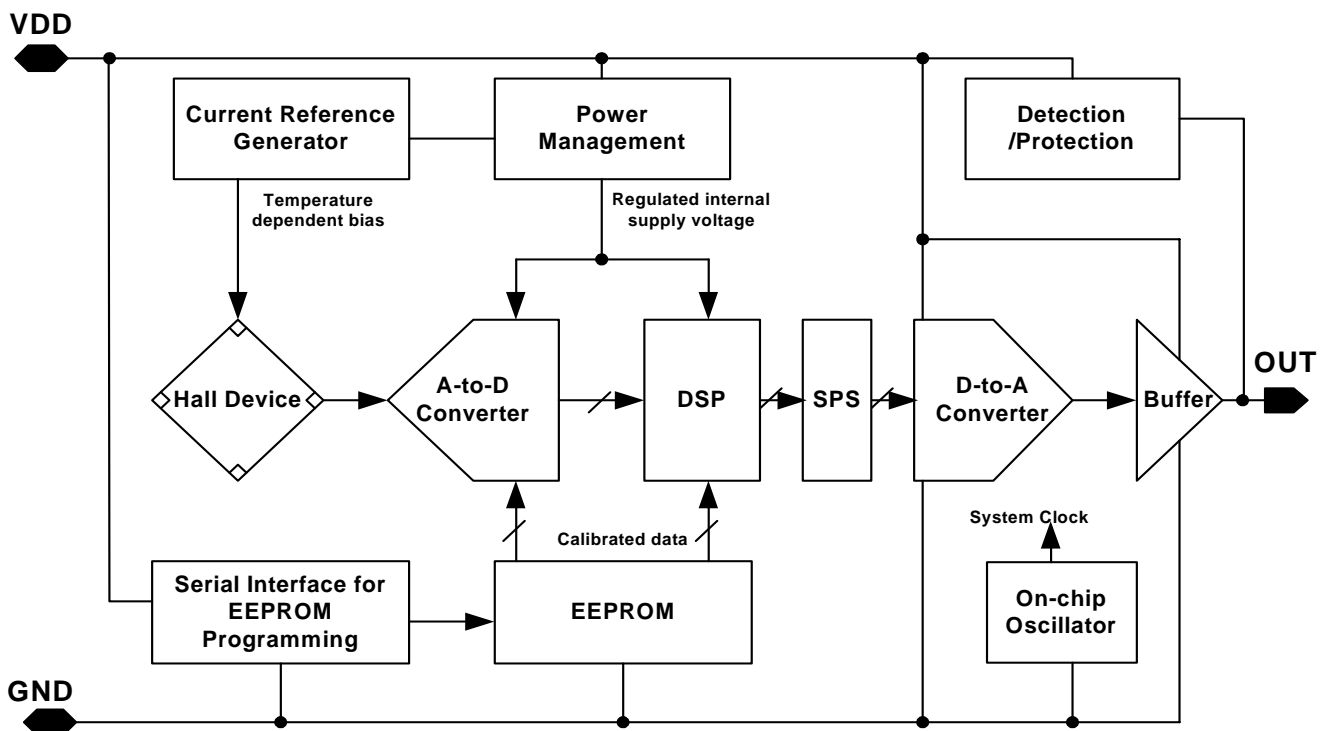 VDD
Current Reference
Generator
Power
Management
Detection
/Protection
Temperature
dependent bias
Regulated internal
supply voltage
Hall Device
A-to-D
Converter
DSP
SPS
D-to-A
Converter
Buffer
OUT
System Clock
Calibrated data
Serial Interface for
EEPROM
Programming
EEPROM
On-chip
Oscillator
GND